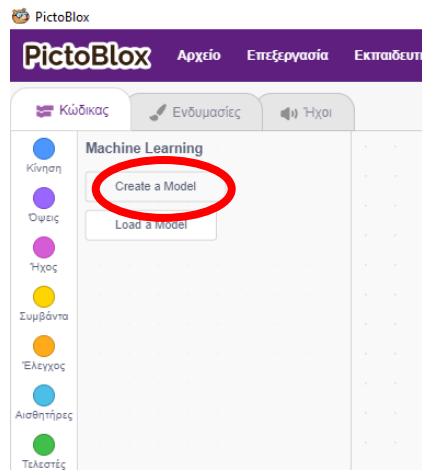 PictoBlox
PictoBlox Αρχείο Επεξεργασία
Κώδικας Ενδυμασίες Ήχοι
Machine Learning
Create a Model
Load a Model
Κίνηση
Όψεις
Ήχος
Συμβάντα
Έλεγχος
Αισθητήρες
Τελεστές